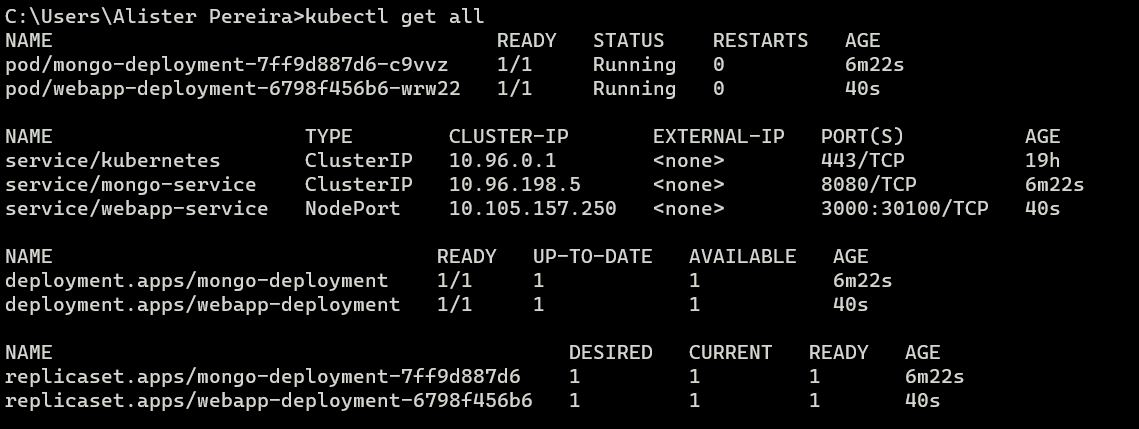 C:\Users\Alister Pereira>kubectl get all
NAME READY STATUS RESTARTS AGE
pod/mongo-deployment-7ff9d887d6-c9vvz 1/1 Running 0 6m22s
pod/webapp-deployment-6798f456b6-wrw22 1/1 Running 0 40s
NAME TYPE CLUSTER-IP EXTERNAL-IP PORT(S) AGE
service/kubernetes ClusterIP 10.96.0.1 <none> 443/TCP 19h
service/mongo-service ClusterIP 10.96.198.5 <none> 8080/TCP 6m22s
service/webapp-service NodePort 10.105.157.250 <none> 3000:30100/TCP 40s
NAME READY UP-TO-DATE AVAILABLE AGE
deployment.apps/mongo-deployment 1/1 1 1 6m22s
deployment.apps/webapp-deployment 1/1 1 1 40s
NAME DESIRED CURRENT READY AGE
replicaset.apps/mongo-deployment-7ff9d887d6 1 1 1 6m22s
replicaset.apps/webapp-deployment-6798f456b6 1 1 1 40s